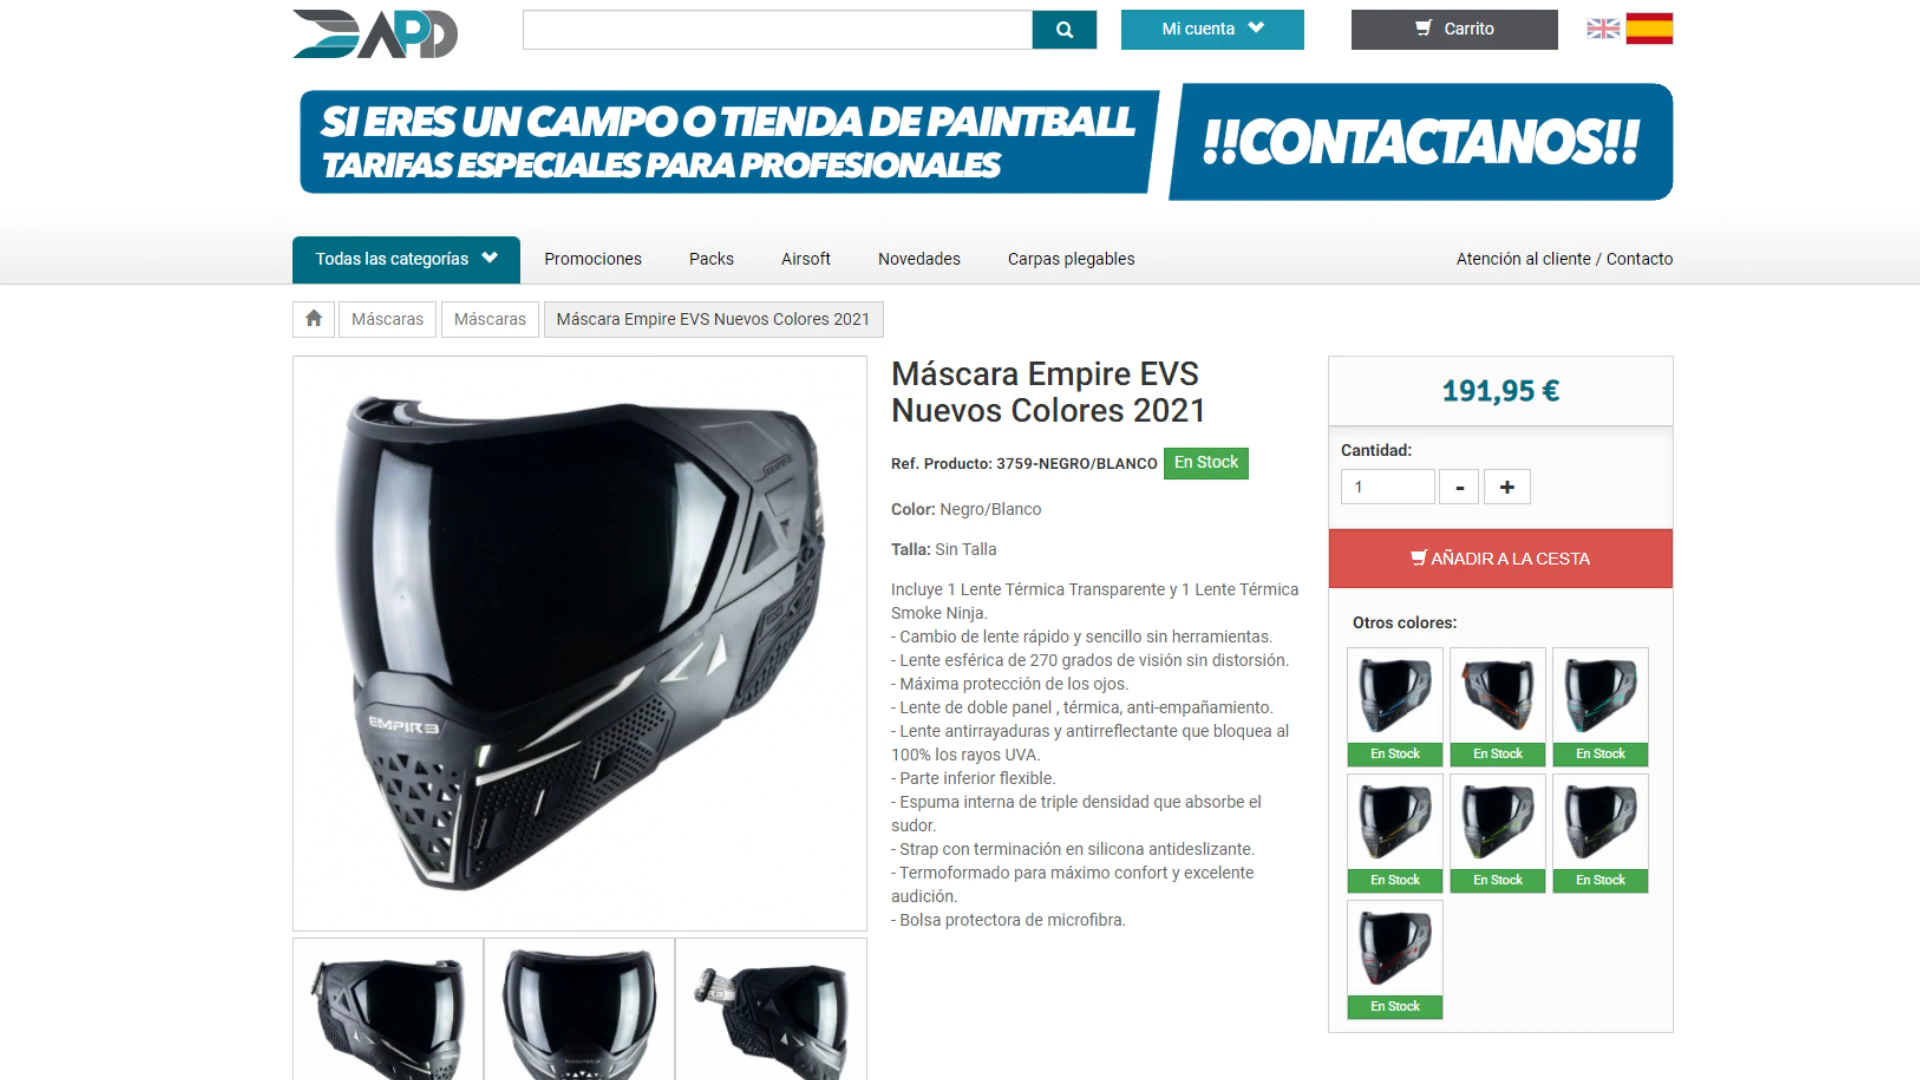 APD
Mi cuenta
Carrito
SI ERES UN CAMPO O TIENDA DE PAINTBALL
TARIFAS ESPECIALES PARA PROFESIONALES
!!CONTACTANOS!!
Todas las categorías
Promociones
Packs
Airsoft
Novedades
Carpas plegables
Atención al cliente / Contacto
Máscaras
Máscaras
Máscara Empire EVS Nuevos Colores 2021
EMPIRE
Máscara Empire EVS
Nuevos Colores 2021
Ref. Producto: 3759-NEGRO/BLANCO En Stock
Color: Negro/Blanco
Talla: Sin Talla
Incluye 1 Lente Térmica Transparente y 1 Lente Térmica
Smoke Ninja.
- Cambio de lente rápido y sencillo sin herramientas.
- Lente esférica de 270 grados de visión sin distorsión.
- Máxima protección de los ojos.
- Lente de doble panel , térmica, anti-empañamiento.
- Lente antirrayaduras y antirreflectante que bloquea al
100% los rayos UVA.
- Parte inferior flexible.
- Espuma interna de triple densidad que absorbe el
sudor.
- Strap con terminación en silicona antideslizante.
- Termoformado para máximo confort y excelente
audición.
- Bolsa protectora de microfibra.
191,95 €
Cantidad:
1 - +
AÑADIR A LA CESTA
Otros colores:
En Stock
En Stock
En Stock
En Stock
En Stock
En Stock
En Stock